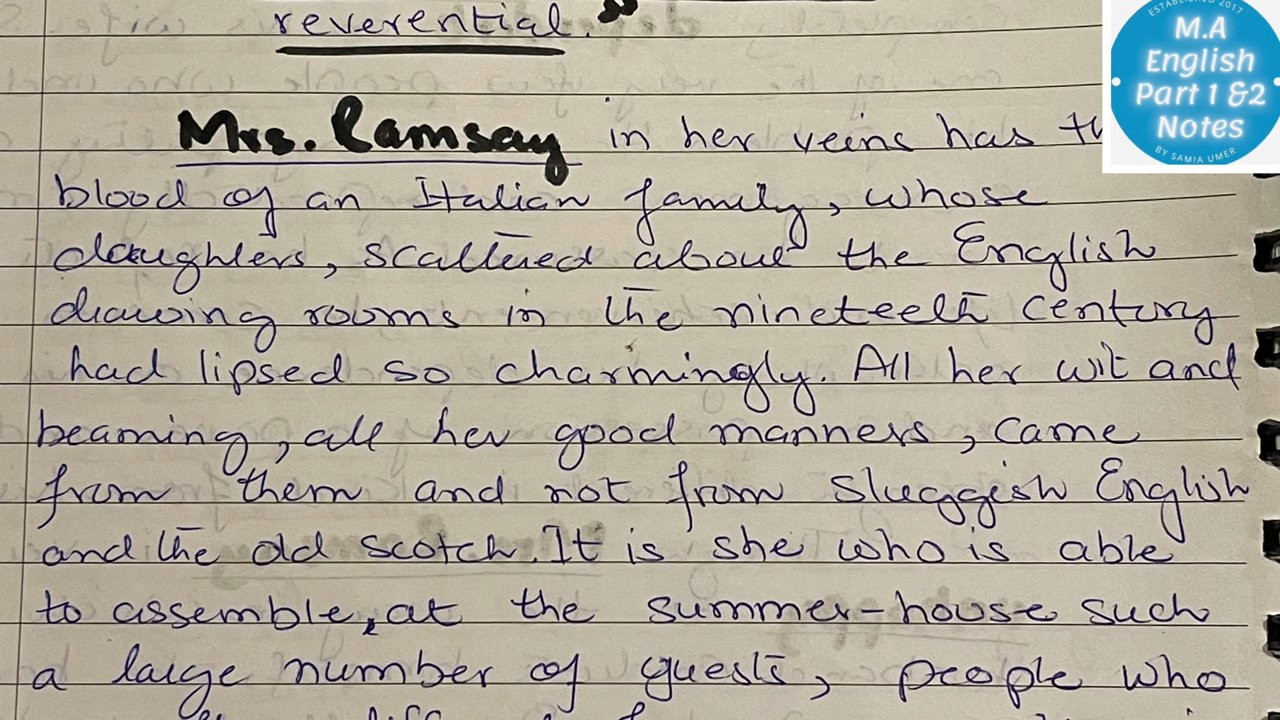 reverential."
ESTABLISHED 2017
M.A
English
Part 1 &2
Notes
BY SAMIA UMER
Mrs. Ramsay in her veins has
blood of an Italian family, whose
daughters, scattered about the English
drawing rooms in the nineteeth century
had lipsed so charmingly. All her wit and
beaming, all her good manners, came
from them and not from sluggish English
and the old scotch. It is she who is able
to assemble, at the summer-house such
a large number of guests, people who